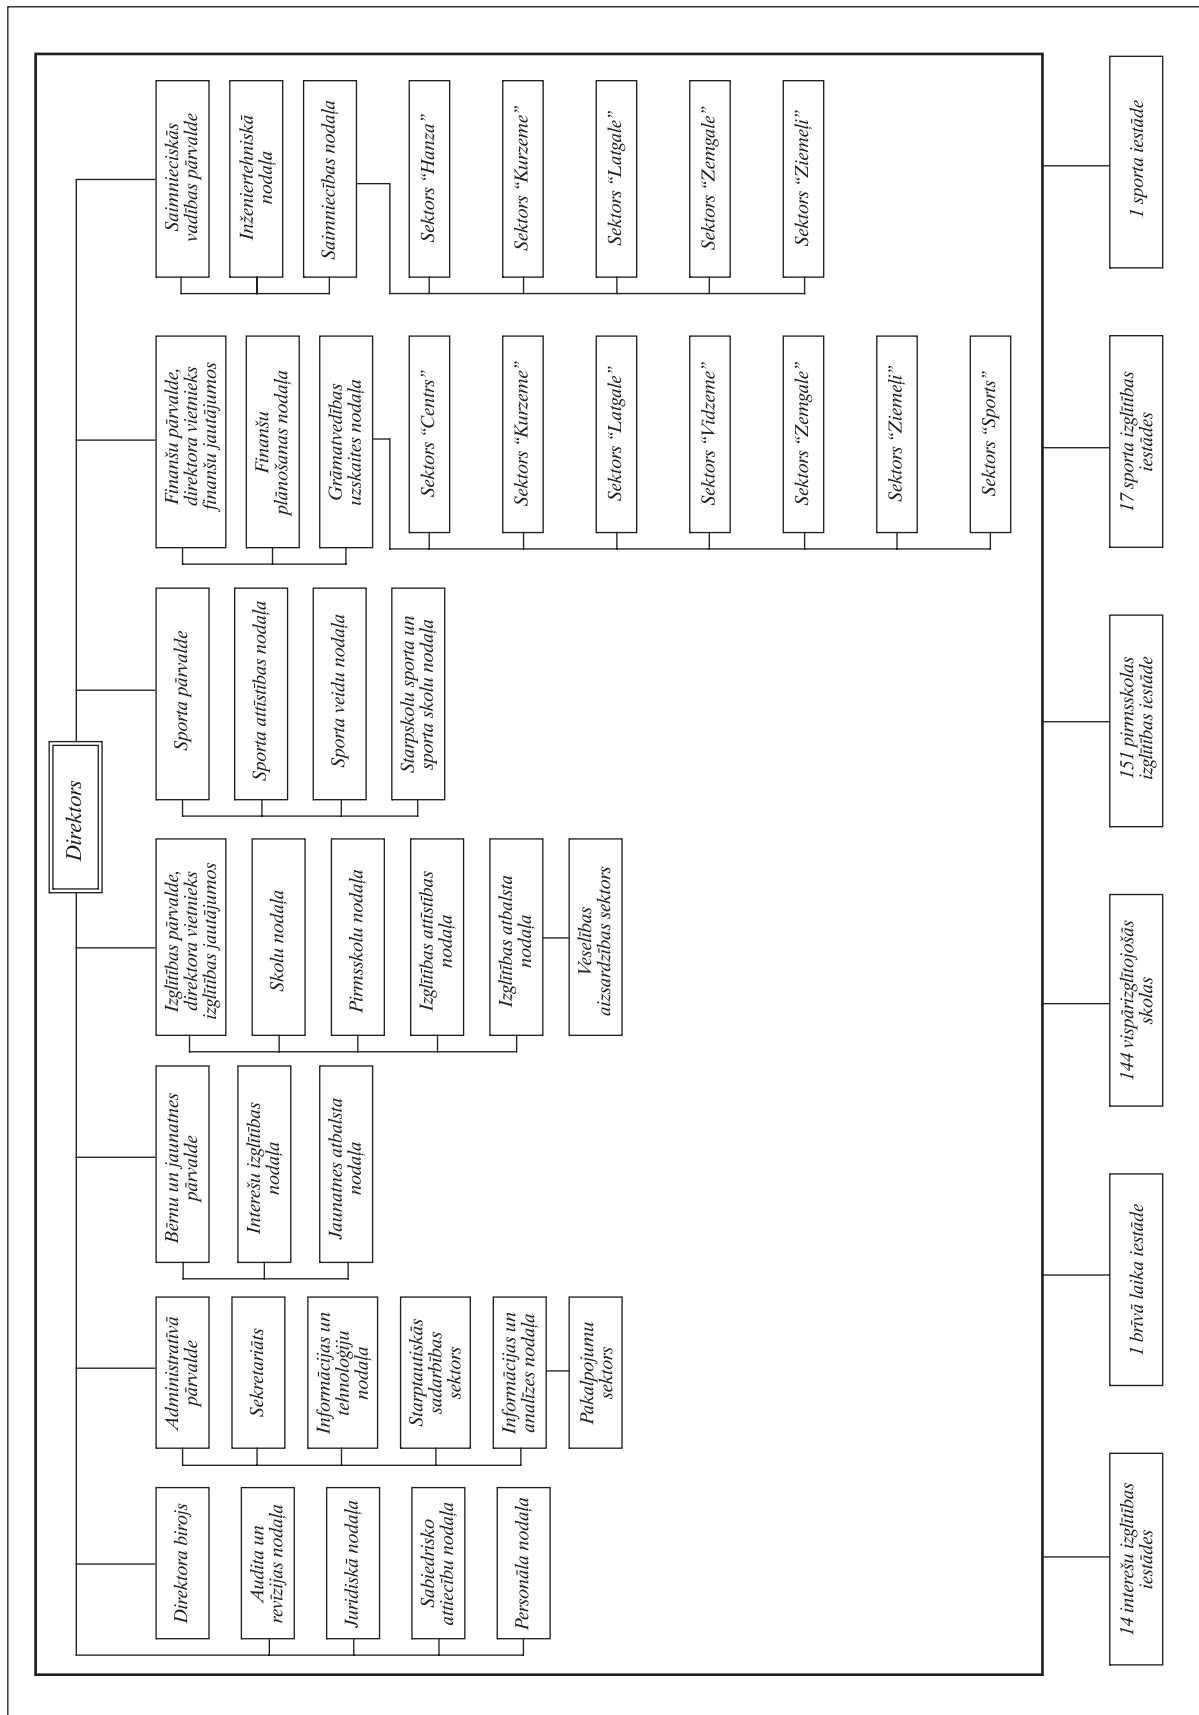 Direktors
Direktora birojs
Audita un
revīzijas nodaļa
Juridiskā nodaļa
Sabiedrisko
attiecību nodaļa
Personāla nodaļa
Administratīvā
pārvalde
Sekretariāts
Informācijas un
tehnoloģiju
nodaļa
Starptautiskās
sadarbības
sektors
Informācijas un
analīzes nodaļa
Pakalpojumu
sektors
Bērnu un jaunatnes
pārvalde
Interešu izglītības
nodaļa
Jaunatnes atbalsta
nodaļa
Izglītības pārvalde,
direktora vietnieks
izglītības jautājumos
Skolu nodaļa
Pirmsskolu nodaļa
Izglītības attīstības
nodaļa
Izglītības atbalsta
nodaļa
Veselības
aizsardzības sektors
Sporta pārvalde
Sporta attīstības nodaļa
Sporta veidu nodaļa
Starpskolu sporta un
sporta skolu nodaļa
Finanšu pārvalde,
direktora vietnieks
finanšu jautājumos
Finanšu
plānošanas nodaļa
Grāmatvedības
uzskaites nodaļa
Sektors “Centrs”
Sektors “Kurzeme”
Sektors “Latgale”
Sektors “Vidzeme”
Sektors “Zemgale”
Sektors “Ziemeļi”
Sektors “Sports”
Saimnieciskās
vadības pārvalde
Inženiertehniskā
nodaļa
Saimniecības nodaļa
Sektors “Hanza”
Sektors “Kurzeme”
Sektors “Latgale”
Sektors “Zemgale”
Sektors “Ziemeļi”
14 interešu izglītības
iestādes
1 brīvā laika iestāde
144 vispārizglītojošās
skolas
151 pirmsskolas
izglītības iestāde
17 sporta izglītības
iestādes
1 sporta iestāde